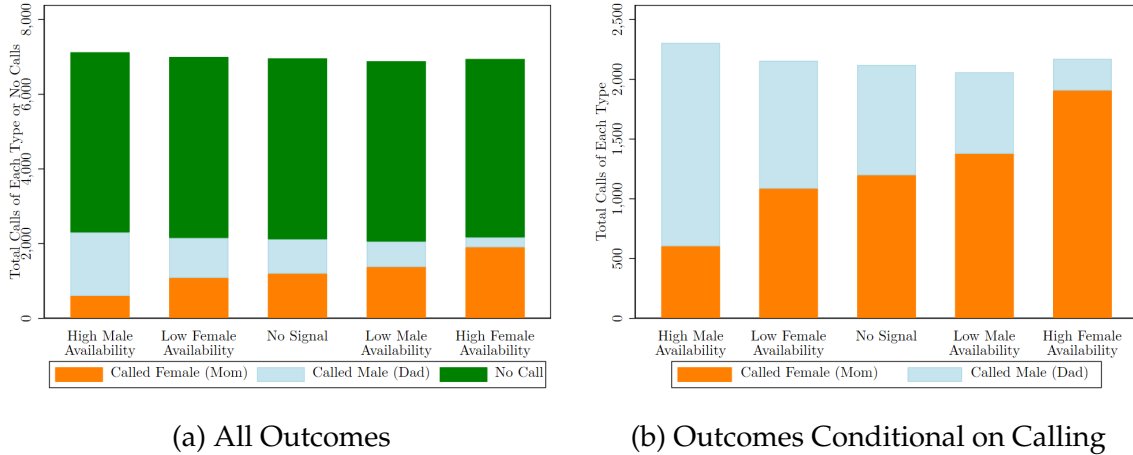 Total Calls of Each Type or No Calls
8,000
6,000
4,000
2,000
0
High Male
Availability
Low Female
Availability
No Signal
Low Male
Availability
High Female
Availability
Called Female (Mom)
Called Male (Dad)
No Call
(a) All Outcomes
Total Calls of Each Type
2,500
2,000
1,500
1,000
500
0
High Male
Availability
Low Female
Availability
No Signal
Low Male
Availability
High Female
Availability
Called Female (Mom)
Called Male (Dad)
(b) Outcomes Conditional on Calling